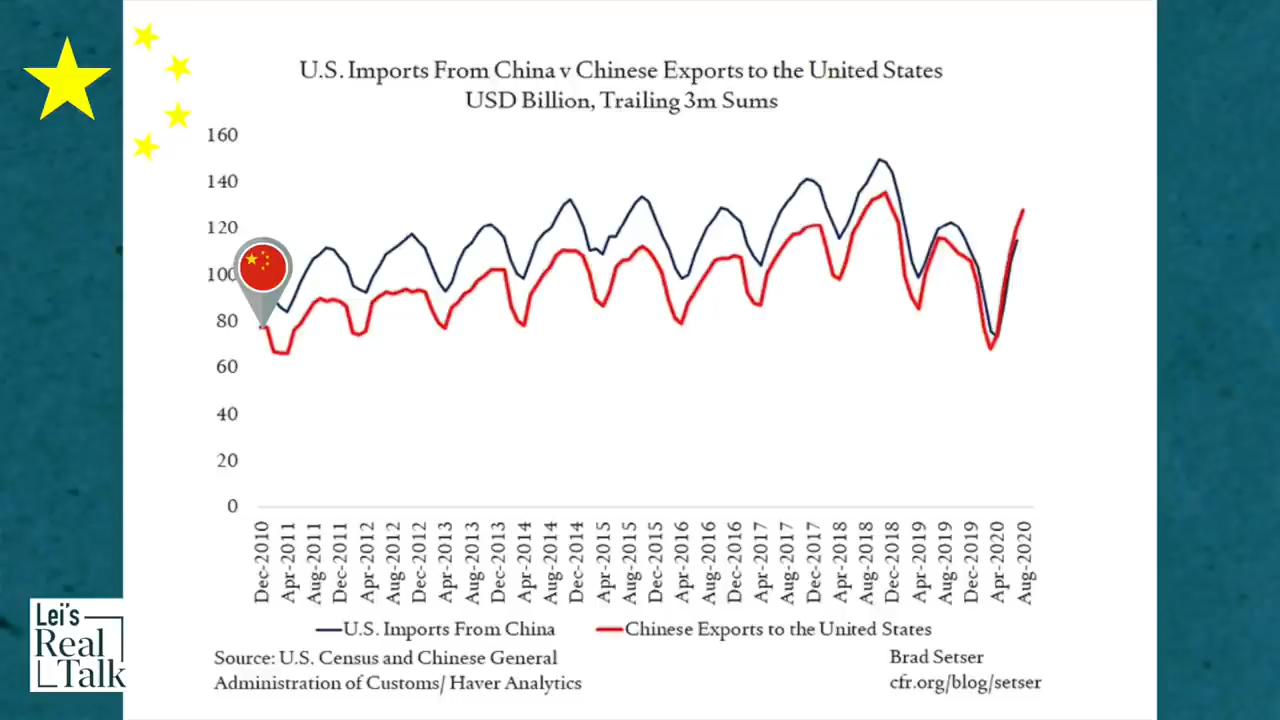 U.S. Imports From China v Chinese Exports to the United States
USD Billion, Trailing 3m Sums
160
140
120
100
80
60
40
20
0
Dec-2010
Apr-2011
Aug-2011
Dec-2011
Apr-2012
Aug-2012
Dec-2012
Apr-2013
Aug-2013
Dec-2013
Apr-2014
Aug-2014
Dec-2014
Apr-2015
Aug-2015
Dec-2015
Apr-2016
Aug-2016
Dec-2016
Apr-2017
Aug-2017
Dec-2017
Apr-2018
Aug-2018
Dec-2018
Apr-2019
Aug-2019
Dec-2019
Apr-2020
Aug-2020
U.S. Imports From China
Chinese Exports to the United States
Source: U.S. Census and Chinese General
Administration of Customs/ Haver Analytics
Brad Setser
cfr.org/blog/setser
Lei's
Real
Talk